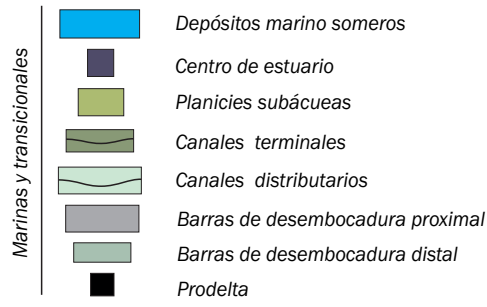 Marinas y transicionales
Depósitos marino someros
Centro de estuario
Planicies subácueas
Canales terminales
Canales distributarios
Barras de desembocadura proximal
Barras de desembocadura distal
Prodelta